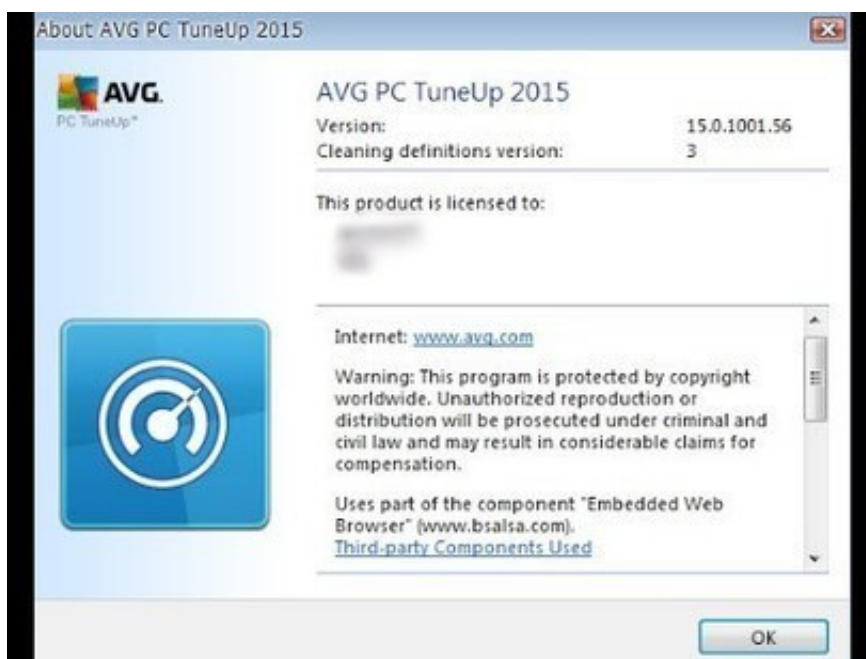 About AVG PC TuneUp 2015
AVG.
PC TuneUp®
AVG PC TuneUp 2015
Version: 15.0.1001.56
Cleaning definitions version: 3
This product is licensed to:
Internet: www.avg.com
Warning: This program is protected by copyright
worldwide. Unauthorized reproduction or
distribution will be prosecuted under criminal and
civil law and may result in considerable claims for
compensation.
Uses part of the component "Embedded Web
Browser" (www.bsalsa.com).
Third-party Components Used
OK